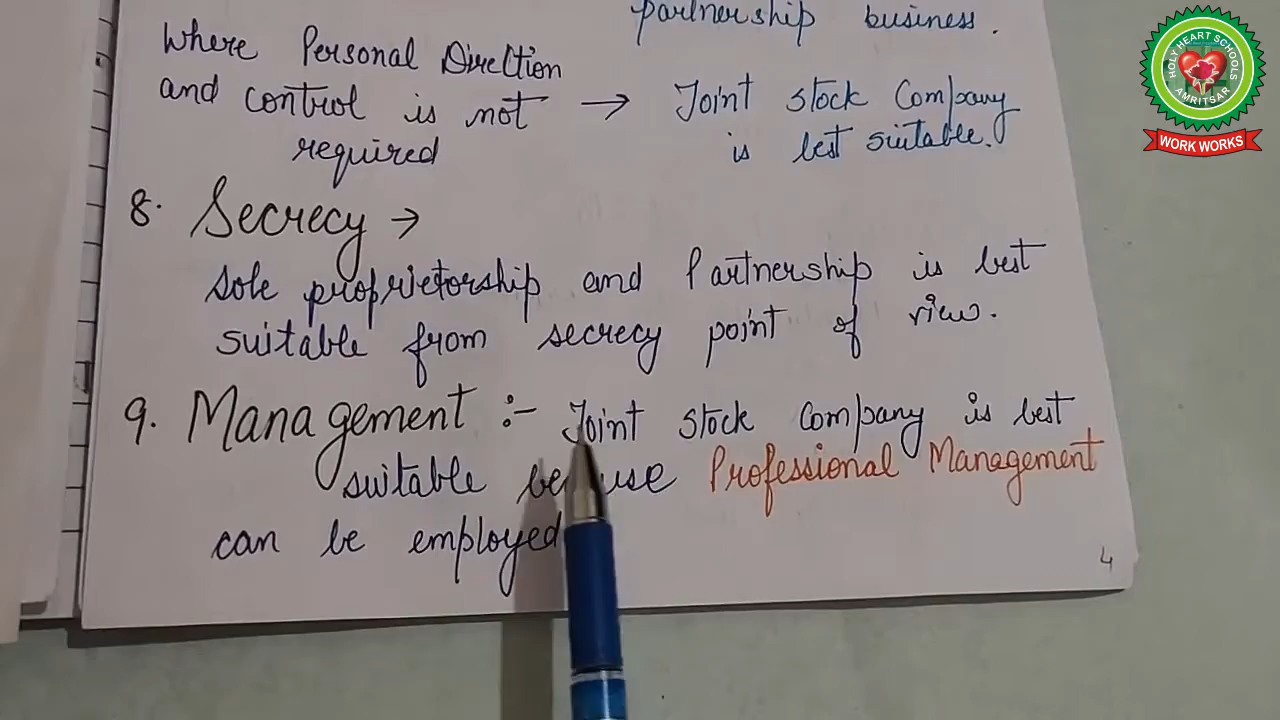 partnership business.
Where Personal Direction
and control is not → Joint stock Company
required is best suitable.
8. Secrecy →
Sole proprietorship and Partnership is best
suitable from secrecy point of view.
9. Management :- Joint stock Company is best
suitable because Professional Management
can be employed
4
HOLY HEART SCHOOLS
AMRITSAR
WORK WORKS